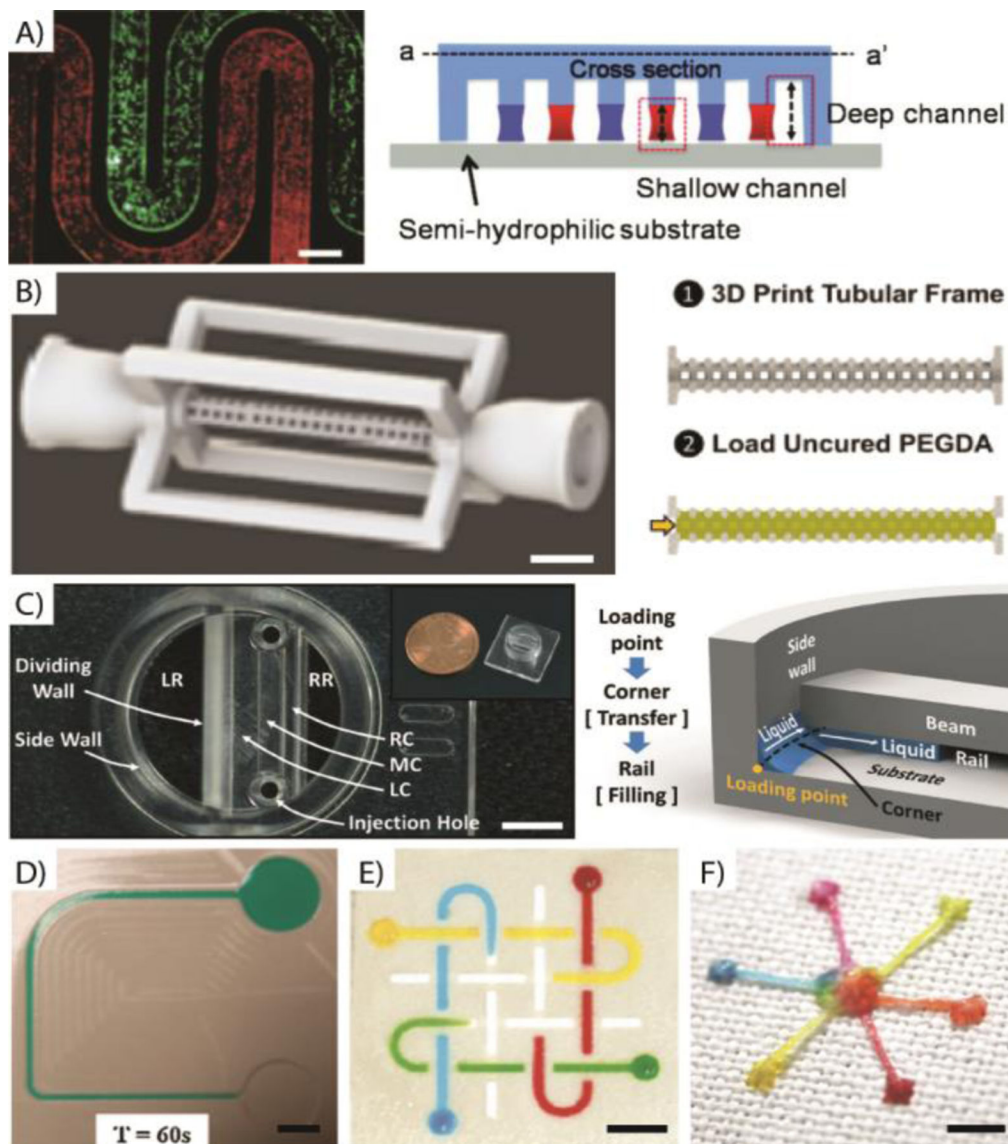 A)
a
a'
Cross section
Deep channel
Shallow channel
Semi-hydrophilic substrate
B)
1 3D Print Tubular Frame
2 Load Uncured PEGDA
C)
Dividing
Wall
Side Wall
LR
RR
RC
MC
LC
Injection Hole
Loading
point
Corner
[ Transfer ]
Rail
[ Filling ]
Side
wall
Beam
Liquid
Liquid
Rail
Substrate
Loading point
Corner
D)
T = 60s
E)
F)